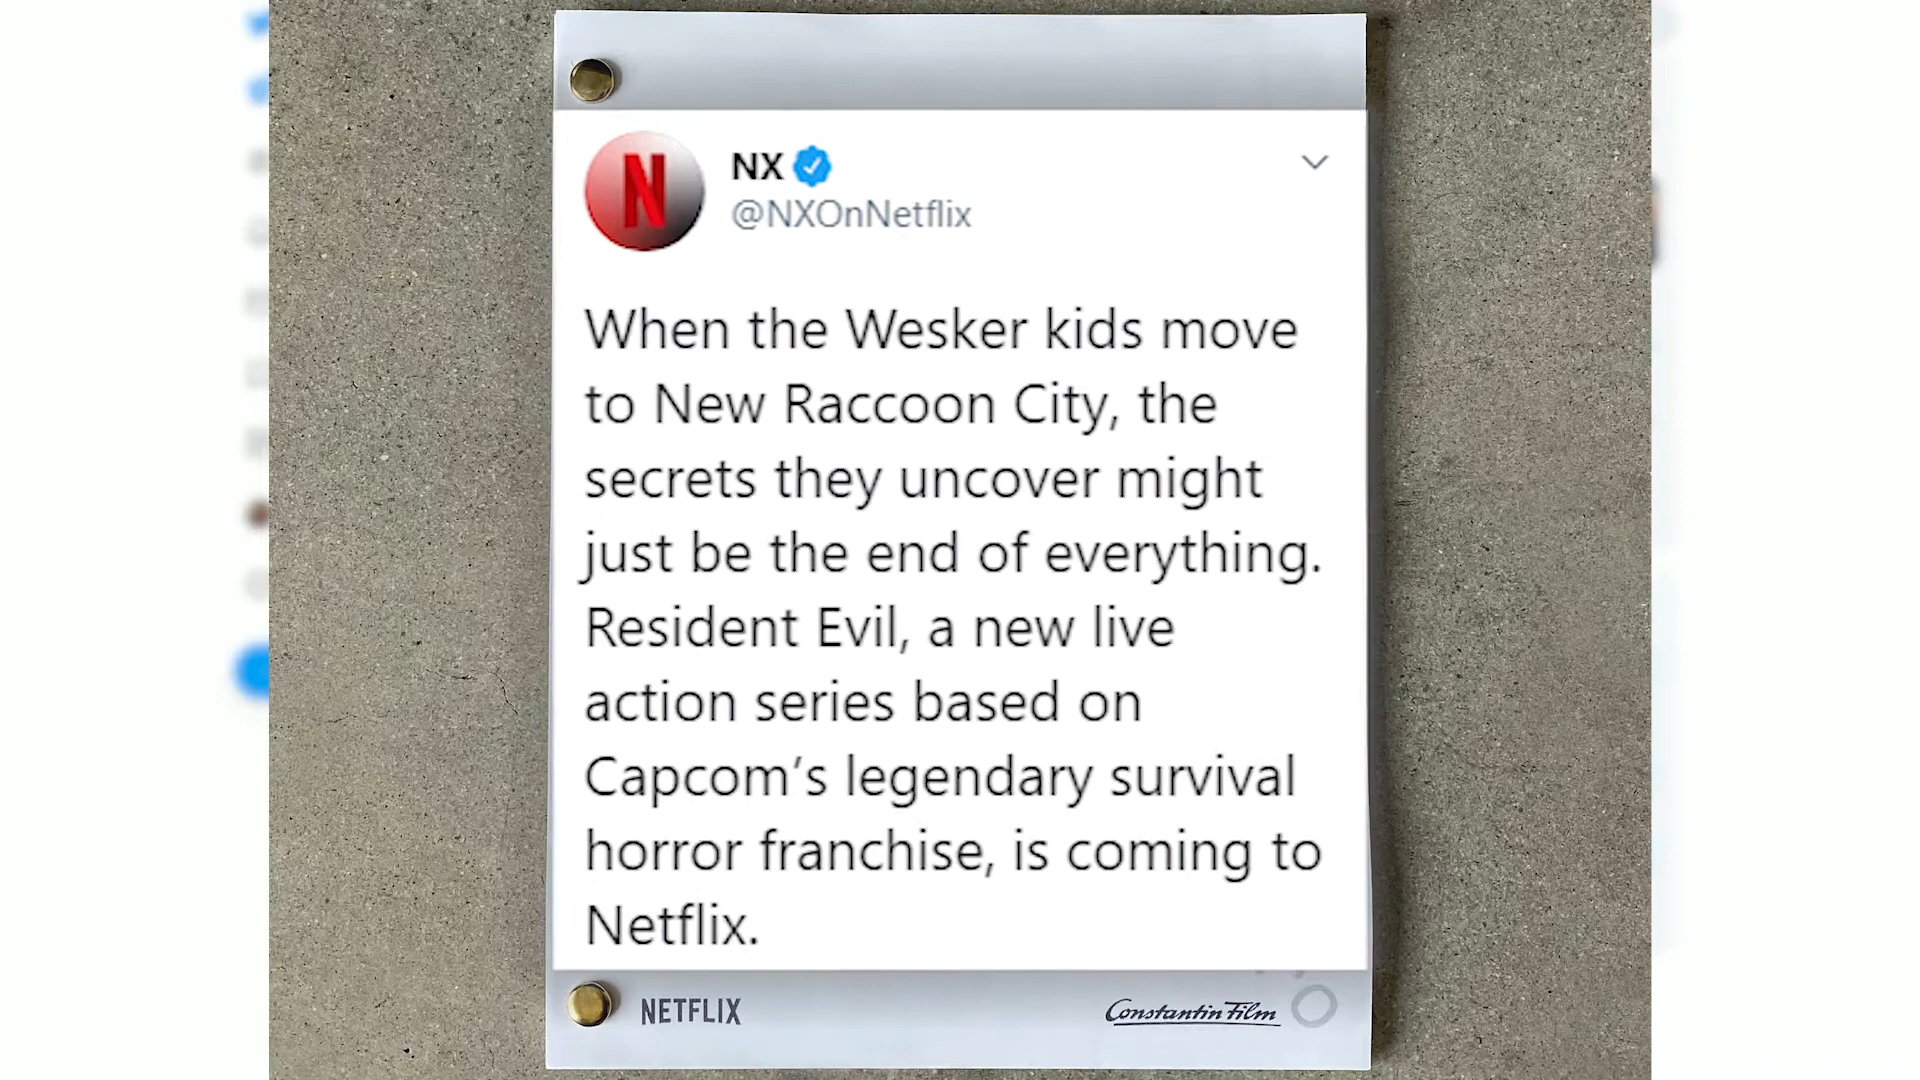 NX
@NXOnNetflix
When the Wesker kids move
to New Raccoon City, the
secrets they uncover might
just be the end of everything.
Resident Evil, a new live
action series based on
Capcom’s legendary survival
horror franchise, is coming to
Netflix.
NETFLIX
Constantin Film